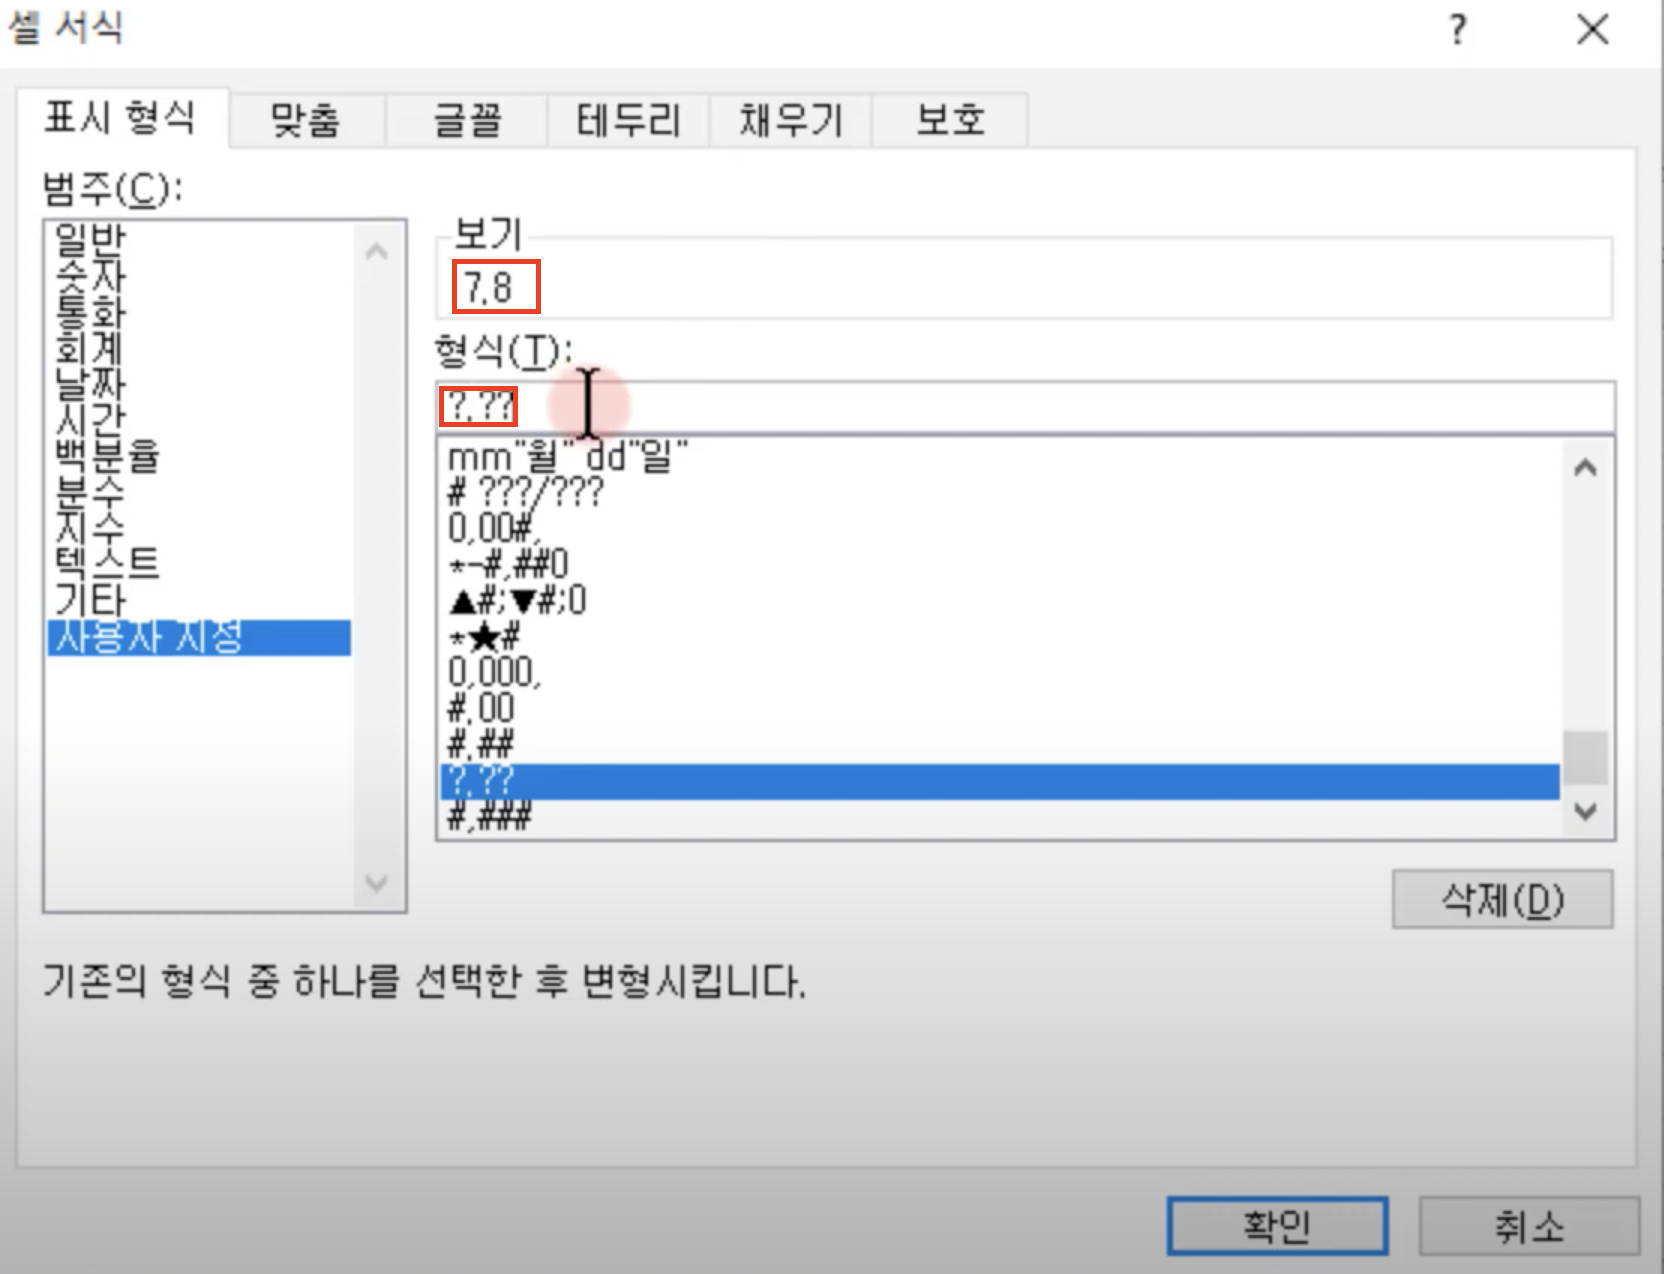 셀 서식
?
표시 형식 맞춤 글꼴 테두리 채우기 보호
범주(C):
일반
숫자
통화
회계
날짜
시간
백분율
분수
지수
텍스트
기타
사용자 지정
보기
7.8
형식(T):
?.??
mm"월" dd"일"
# ???/???
0.00#,
*-#,##0
▲#;▼#;0
*★#
0.000,
#.00
#.##
?.??
#,###
삭제(D)
기존의 형식 중 하나를 선택한 후 변형시킵니다.
확인 취소